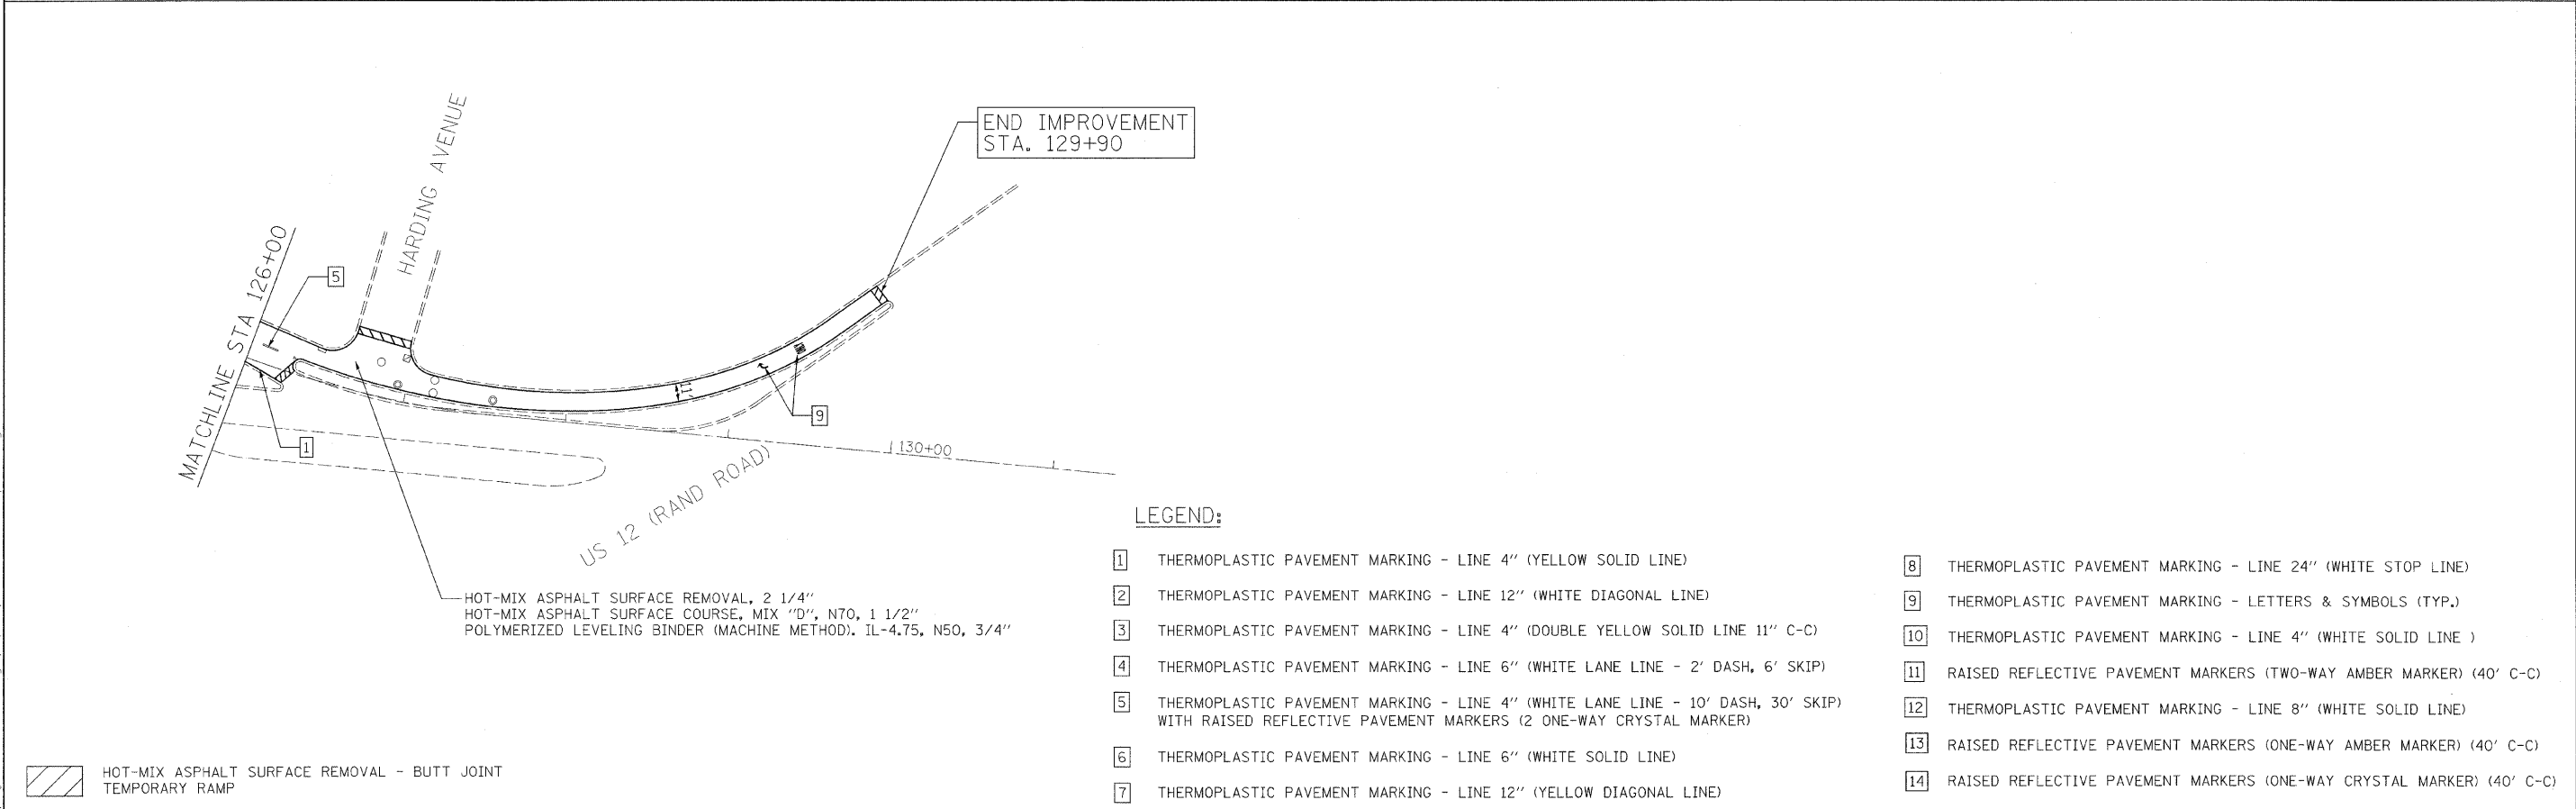 END IMPROVEMENT
STA. 129+90
HARDING AVENUE
MATCHLINE STA 126+00
5
1
11'
9
130+00
US 12 (RAND ROAD)
HOT-MIX ASPHALT SURFACE REMOVAL, 2 1/4"
HOT-MIX ASPHALT SURFACE COURSE, MIX "D", N70, 1 1/2"
POLYMERIZED LEVELING BINDER (MACHINE METHOD). IL-4.75, N50, 3/4"
LEGEND:
1 THERMOPLASTIC PAVEMENT MARKING - LINE 4" (YELLOW SOLID LINE)
2 THERMOPLASTIC PAVEMENT MARKING - LINE 12" (WHITE DIAGONAL LINE)
3 THERMOPLASTIC PAVEMENT MARKING - LINE 4" (DOUBLE YELLOW SOLID LINE 11" C-C)
4 THERMOPLASTIC PAVEMENT MARKING - LINE 6" (WHITE LANE LINE - 2' DASH, 6' SKIP)
5 THERMOPLASTIC PAVEMENT MARKING - LINE 4" (WHITE LANE LINE - 10' DASH, 30' SKIP)
WITH RAISED REFLECTIVE PAVEMENT MARKERS (2 ONE-WAY CRYSTAL MARKER)
6 THERMOPLASTIC PAVEMENT MARKING - LINE 6" (WHITE SOLID LINE)
7 THERMOPLASTIC PAVEMENT MARKING - LINE 12" (YELLOW DIAGONAL LINE)
8 THERMOPLASTIC PAVEMENT MARKING - LINE 24" (WHITE STOP LINE)
9 THERMOPLASTIC PAVEMENT MARKING - LETTERS & SYMBOLS (TYP.)
10 THERMOPLASTIC PAVEMENT MARKING - LINE 4" (WHITE SOLID LINE )
11 RAISED REFLECTIVE PAVEMENT MARKERS (TWO-WAY AMBER MARKER) (40' C-C)
12 THERMOPLASTIC PAVEMENT MARKING - LINE 8" (WHITE SOLID LINE)
13 RAISED REFLECTIVE PAVEMENT MARKERS (ONE-WAY AMBER MARKER) (40' C-C)
14 RAISED REFLECTIVE PAVEMENT MARKERS (ONE-WAY CRYSTAL MARKER) (40' C-C)
HOT-MIX ASPHALT SURFACE REMOVAL - BUTT JOINT
TEMPORARY RAMP